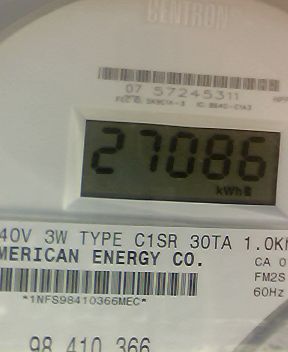 CENTRON
07 57245311
27086
kWh
40V 3W TYPE C1SR 30TA 1.0Kh
MERICAN ENERGY CO.
CA 0
FM2S
*1NFS98410366MEC*
60Hz
98 410 366